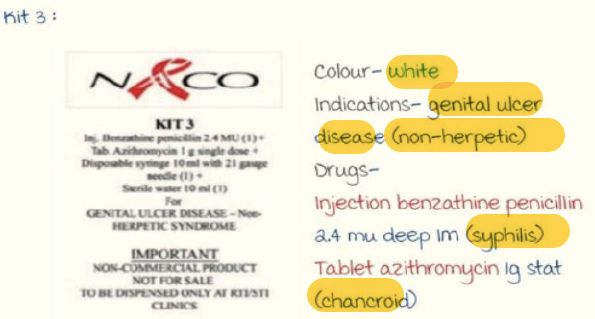 Kit 3 :
NACO
KIT 3
Inj. Benzathine penicillin 2.4 MU (1) +
Tab. Azithromycin 1 g single dose +
Disposable syringe 10 ml with 21 gauge
needle (1) +
Sterile water 10 ml (1)
For
GENITAL ULCER DISEASE – Non-
HERPETIC SYNDROME
IMPORTANT
NON-COMMERCIAL PRODUCT
NOT FOR SALE
TO BE DISPENSED ONLY AT RTI/STI
CLINICS
Colour- white
Indications- genital ulcer
disease (non-herpetic)
Drugs-
Injection benzathine penicillin
2.4 mu deep IM (syphilis)
Tablet azithromycin 1g stat
(chancroid)